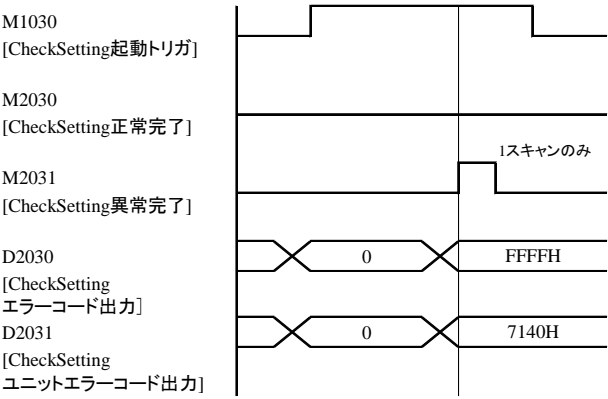 M1030
[CheckSetting起動トリガ]
M2030
[CheckSetting正常完了]
1スキャンのみ
M2031
[CheckSetting異常完了]
D2030
0
FFFFH
[CheckSetting
エラーコード出力]
D2031
0
7140H
[CheckSetting
ユニットエラーコード出力]